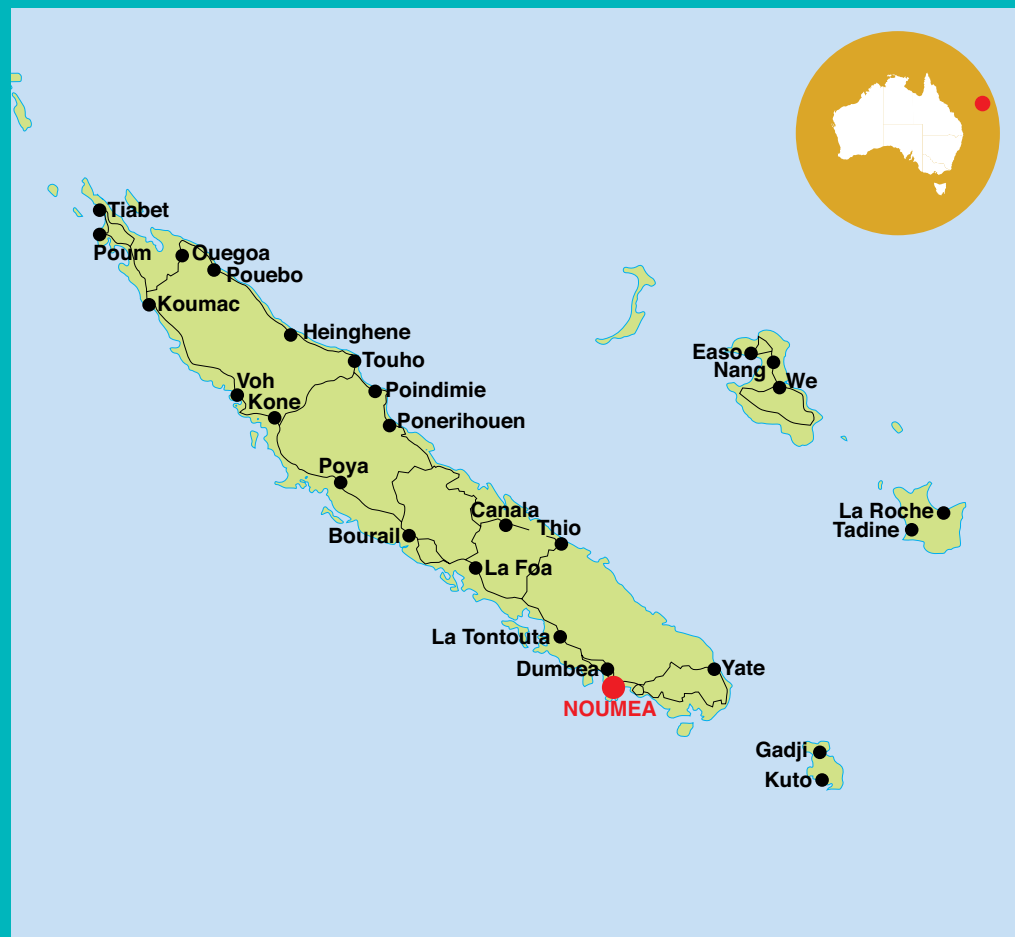 Tiabet
Poum
Ouegoa
Pouebo
Koumac
Heinghene
Touho
Easo
Nang
We
Voh
Kone
Poindimie
Ponerihouen
Poya
Canala
Thio
La Roche
Tadine
Bourail
La Føa
La Tontouta
Dumbea
Yate
NOUMEA
Gadji
Kuto